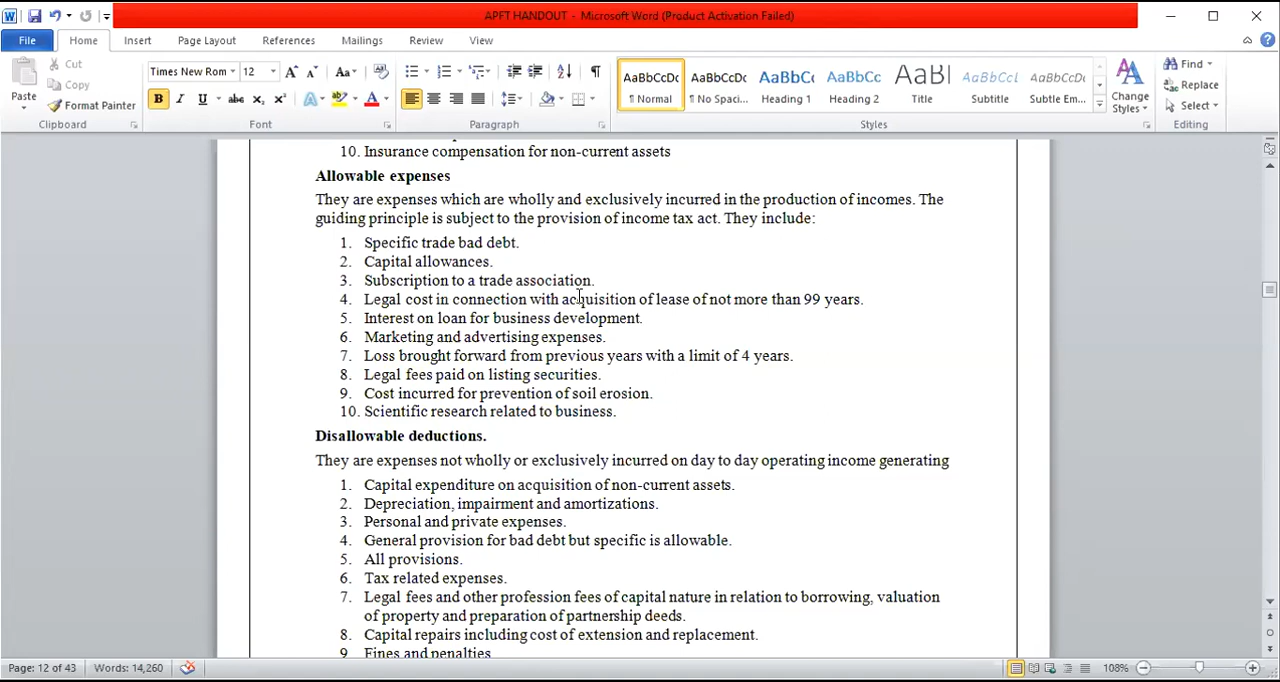 APFT HANDOUT - Microsoft Word (Product Activation Failed)
File Home Insert Page Layout References Mailings Review View
Paste
Cut
Copy
Format Painter
Clipboard
Times New Rom 12
B I U abc x₂ x²
Aa
A
Font
Paragraph
AaBbCcDc AaBbCcDc AaBbC AaBbCc AaBl AaBbCcl AaBbCcDc
¶ Normal ¶ No Spaci... Heading 1 Heading 2 Title Subtitle Subtle Em...
Change
Styles
Styles
Find
Replace
Select
Editing
10. Insurance compensation for non-current assets
Allowable expenses
They are expenses which are wholly and exclusively incurred in the production of incomes. The
guiding principle is subject to the provision of income tax act. They include:
1. Specific trade bad debt.
2. Capital allowances.
3. Subscription to a trade association.
4. Legal cost in connection with acquisition of lease of not more than 99 years.
5. Interest on loan for business development.
6. Marketing and advertising expenses.
7. Loss brought forward from previous years with a limit of 4 years.
8. Legal fees paid on listing securities.
9. Cost incurred for prevention of soil erosion.
10. Scientific research related to business.
Disallowable deductions.
They are expenses not wholly or exclusively incurred on day to day operating income generating
1. Capital expenditure on acquisition of non-current assets.
2. Depreciation, impairment and amortizations.
3. Personal and private expenses.
4. General provision for bad debt but specific is allowable.
5. All provisions.
6. Tax related expenses.
7. Legal fees and other profession fees of capital nature in relation to borrowing, valuation
of property and preparation of partnership deeds.
8. Capital repairs including cost of extension and replacement.
9 Fines and penalties
Page: 12 of 43 Words: 14,260 108%